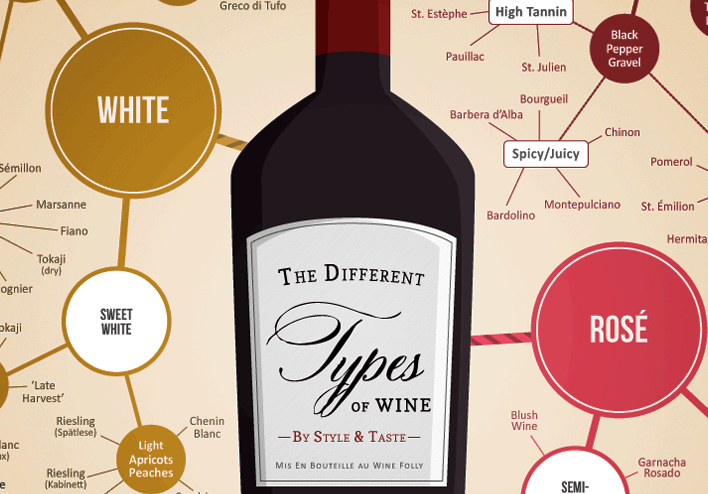 Greco di Tufo
St. Estèphe
High Tannin
Pauillac
St. Julien
Black
Pepper
Gravel
WHITE
Bourgueil
Barbera d'Alba
Chinon
Spicy/Juicy
Pomerol
Bardolino
Montepulciano
St. Émilion
Sémillon
Marsanne
Fiano
Tokaji
(dry)
Hermita
ognier
SWEET
WHITE
okaji
'Late
Harvest'
The Different
Types
of wine
—By Style & Taste—
Mis En Bouteille au Wine Folly
ROSÉ
Riesling
(Spätlese)
Chenin
Blanc
Light
Apricots
Peaches
Riesling
(Kabinett)
lanc
Blush
Wine
Garnacha
Rosado
SEMI-